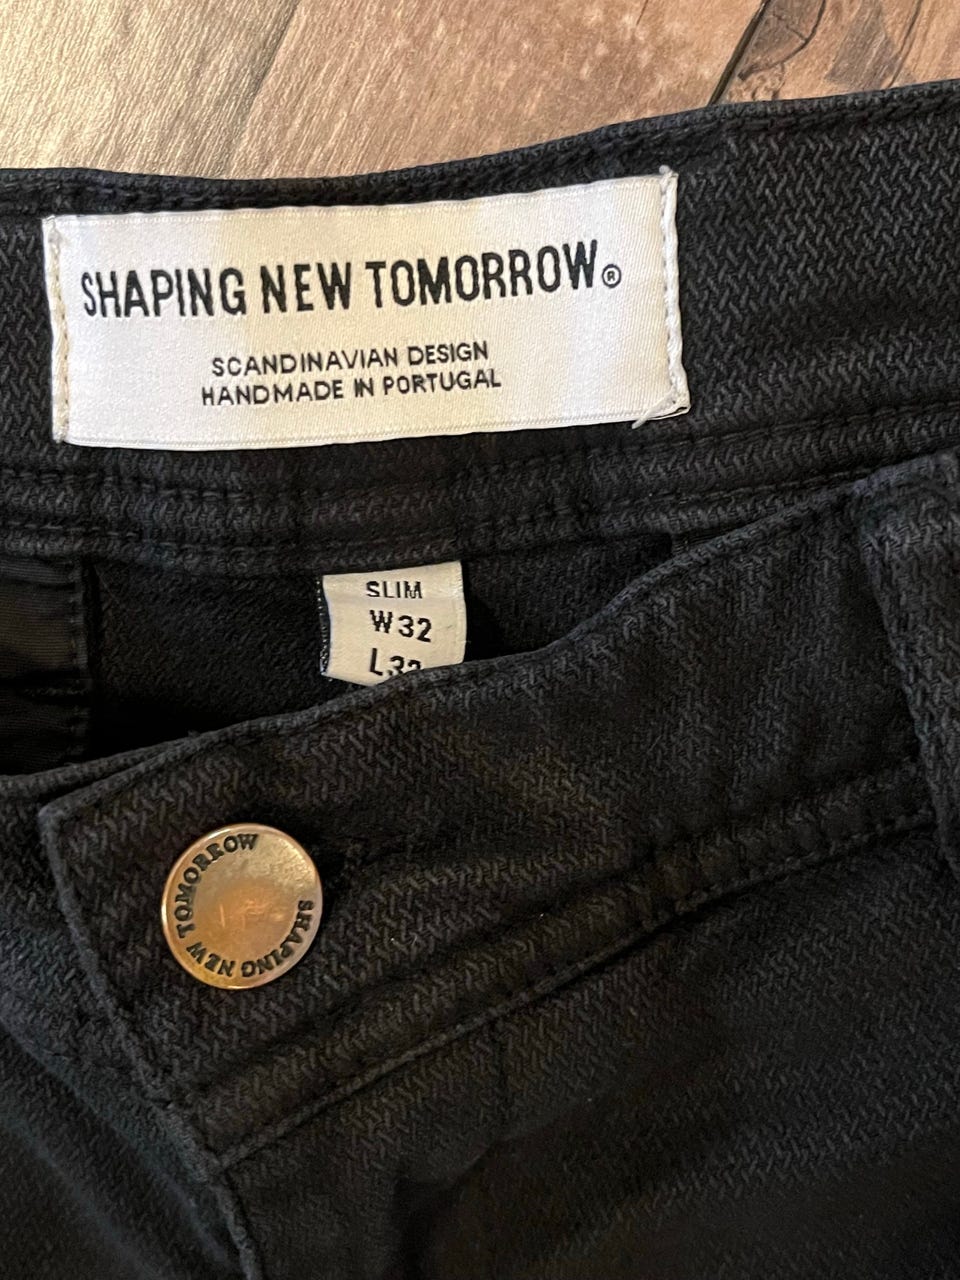 SHAPING NEW TOMORROW®
SCANDINAVIAN DESIGN
HANDMADE IN PORTUGAL
SLIM
W32
SHAPING NEW TOMORROW